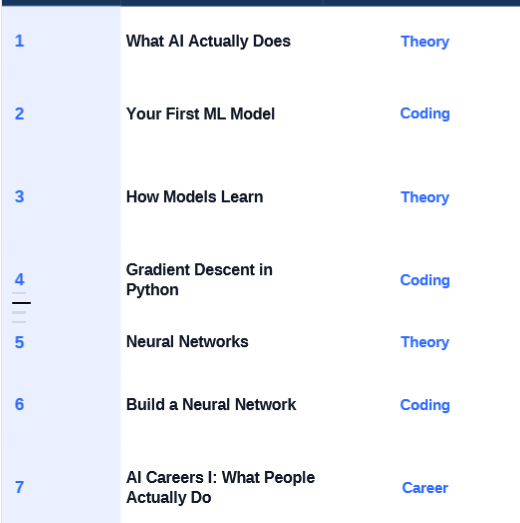 1 What AI Actually Does Theory
2 Your First ML Model Coding
3 How Models Learn Theory
4 Gradient Descent in Python Coding
5 Neural Networks Theory
6 Build a Neural Network Coding
7 AI Careers I: What People Actually Do Career